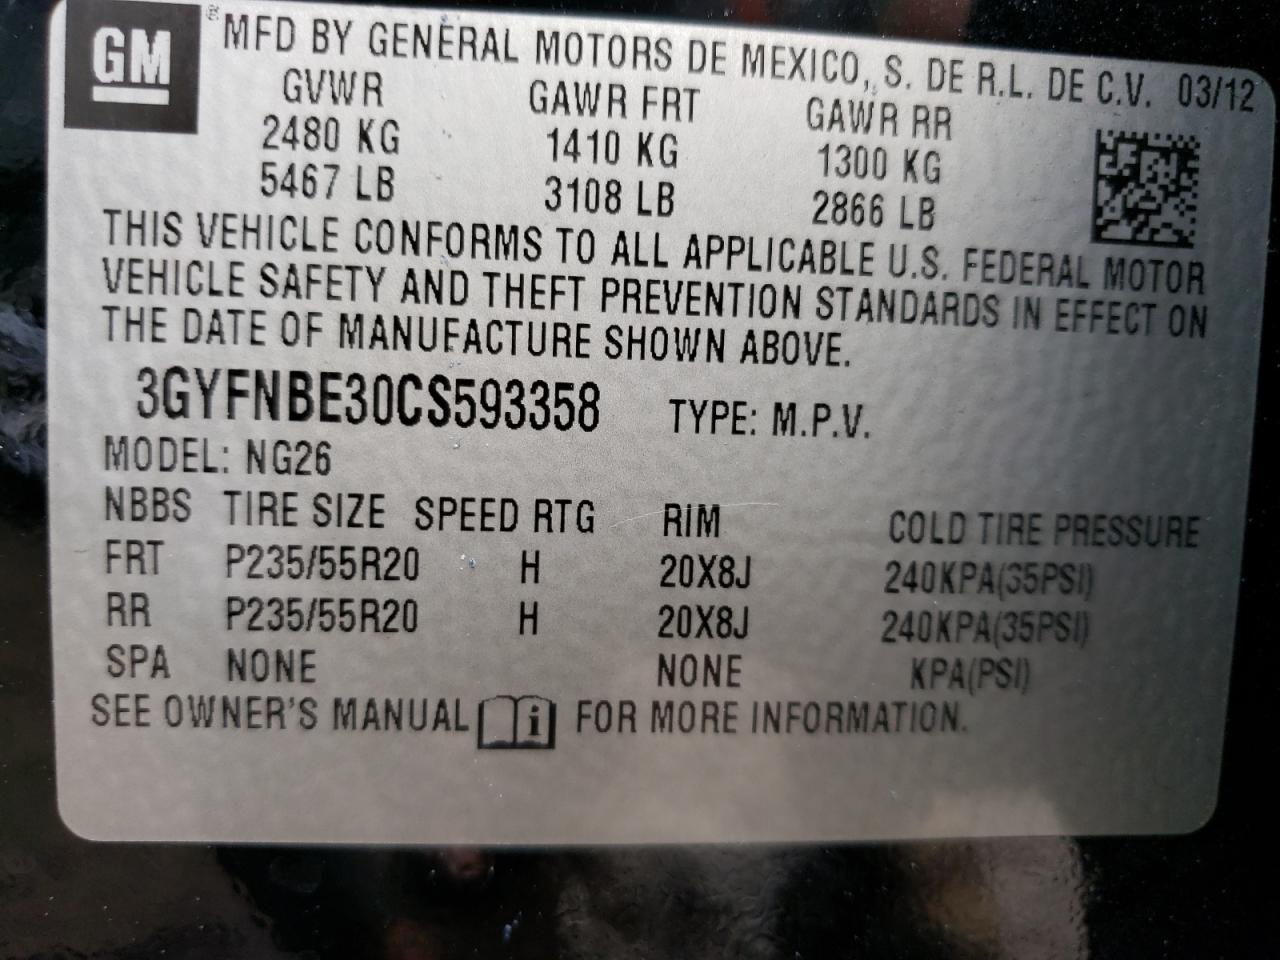 GM ® MFD BY GENERAL MOTORS DE MEXICO, S. DE R.L. DE C.V. 03/12
GVWR GAWR FRT GAWR RR
2480 KG 1410 KG 1300 KG
5467 LB 3108 LB 2866 LB
THIS VEHICLE CONFORMS TO ALL APPLICABLE U.S. FEDERAL MOTOR
VEHICLE SAFETY AND THEFT PREVENTION STANDARDS IN EFFECT ON
THE DATE OF MANUFACTURE SHOWN ABOVE.
3GYFNBE30CS593358 TYPE: M.P.V.
MODEL: NG26
NBBS TIRE SIZE SPEED RTG RIM COLD TIRE PRESSURE
FRT P235/55R20 H 20X8J 240KPA(35PSI)
RR P235/55R20 H 20X8J 240KPA(35PSI)
SPA NONE NONE KPA(PSI)
SEE OWNER'S MANUAL i FOR MORE INFORMATION.